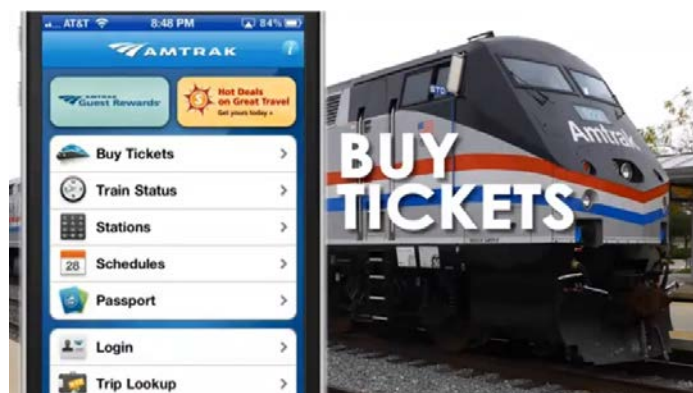 AT&T 8:48 PM 84%
AMTRAK
i
AMTRAK
Guest Rewards
Hot Deals
on Great Travel
Get yours today »
Buy Tickets
Train Status
Stations
28 Schedules
Passport
Login
Trip Lookup
BUY
TICKETS
Amtrak